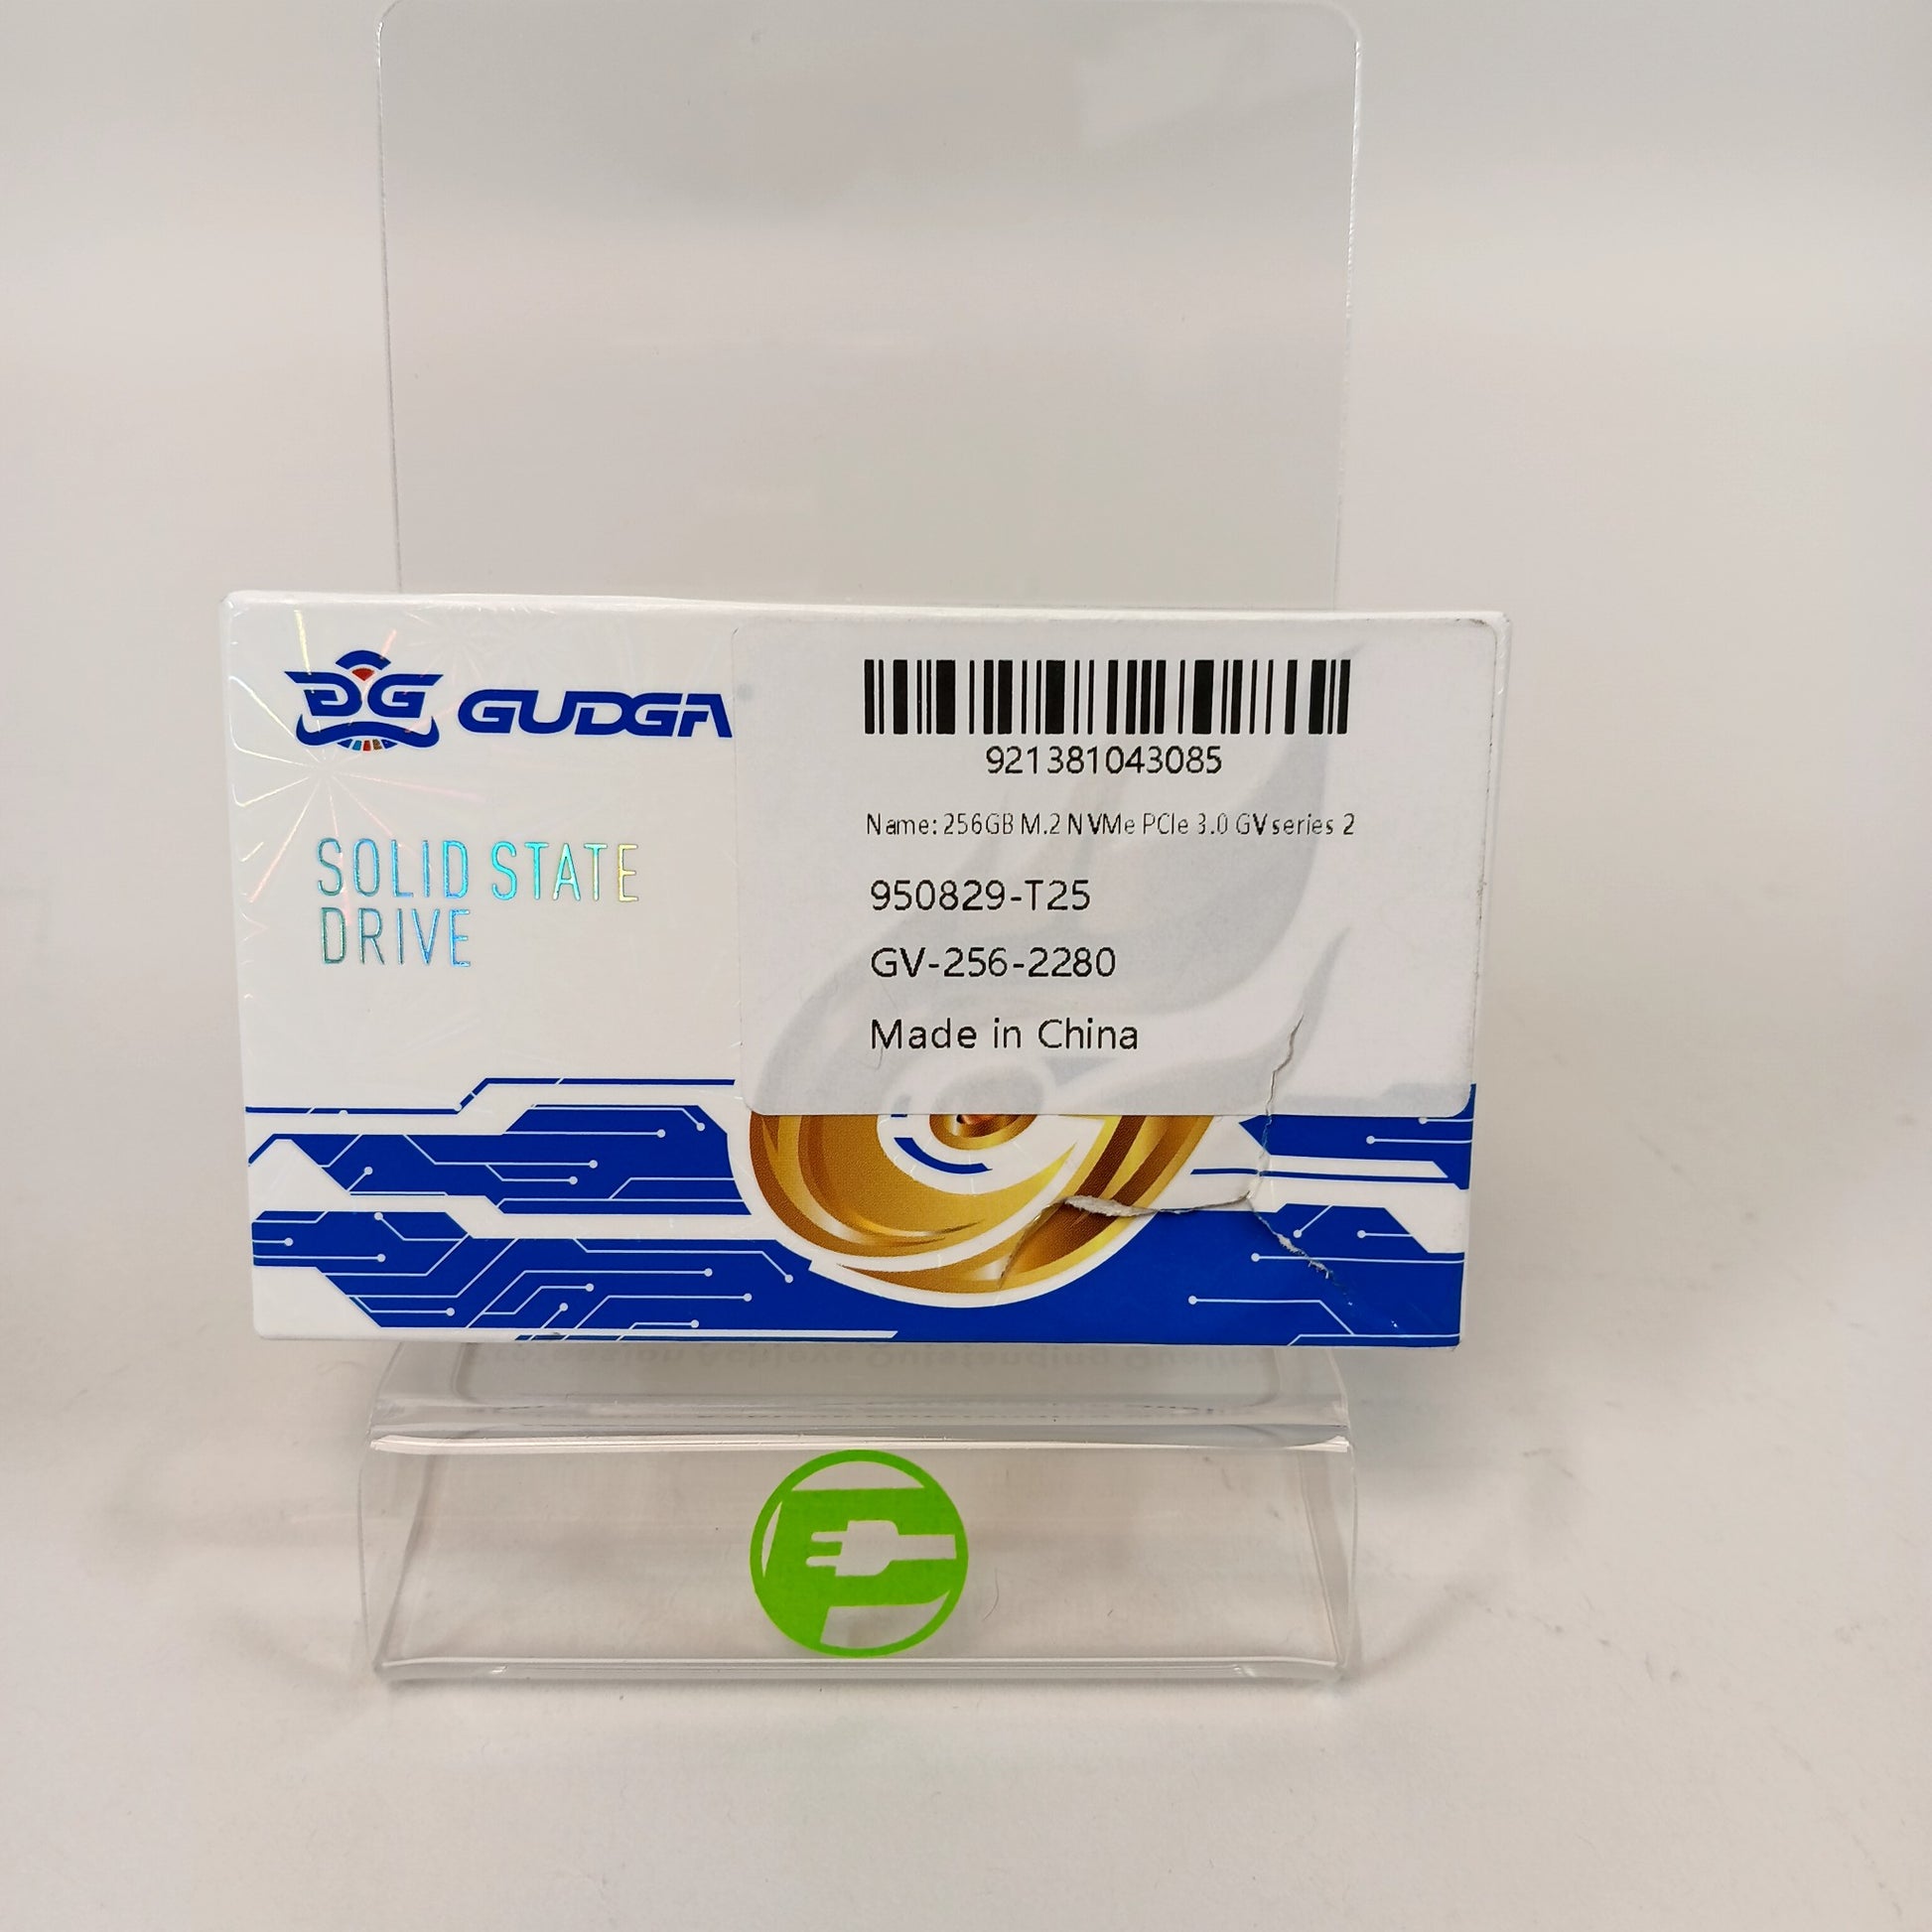 GG GUDGA
SOLID STATE
DRIVE
921381043085
Name: 256GB M.2 NVMe PCIe 3.0 GV series 2
950829-T25
GV-256-2280
Made in China